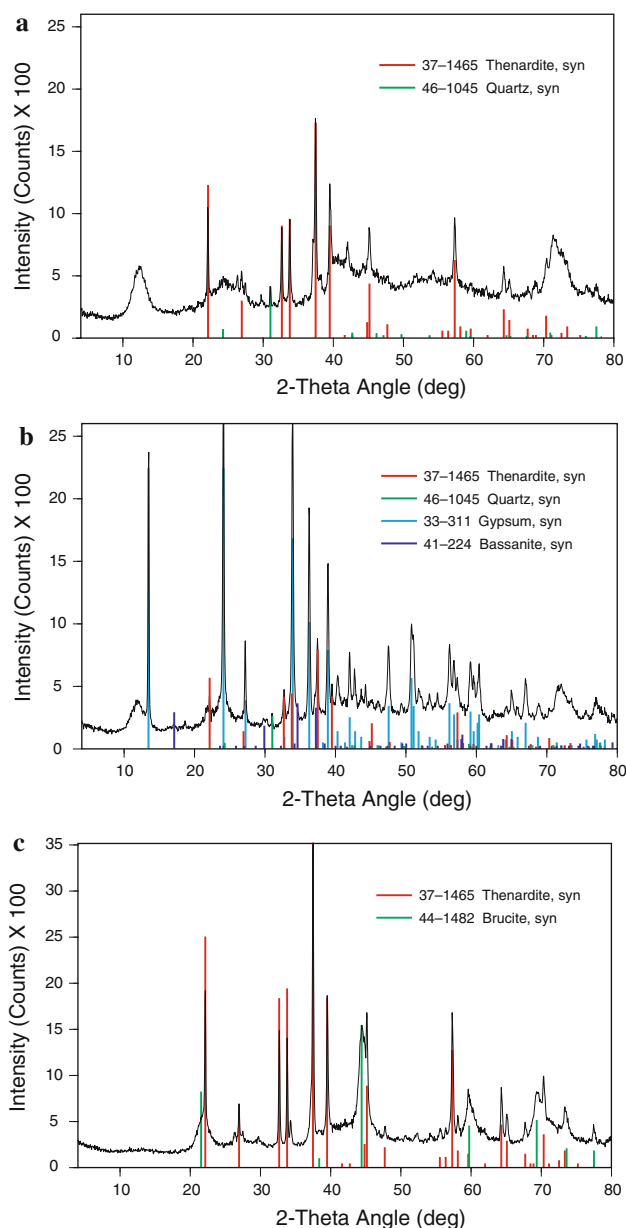 a
25
20
15
10
5
0
Intensity (Counts) X 100
37–1465 Thenardite, syn
46–1045 Quartz, syn
10 20 30 40 50 60 70 80
2-Theta Angle (deg)
b
25
20
15
10
5
0
Intensity (Counts) X 100
37–1465 Thenardite, syn
46–1045 Quartz, syn
33–311 Gypsum, syn
41–224 Bassanite, syn
10 20 30 40 50 60 70 80
2-Theta Angle (deg)
c
35
30
25
20
15
10
5
0
Intensity (Counts) X 100
37–1465 Thenardite, syn
44–1482 Brucite, syn
10 20 30 40 50 60 70 80
2-Theta Angle (deg)